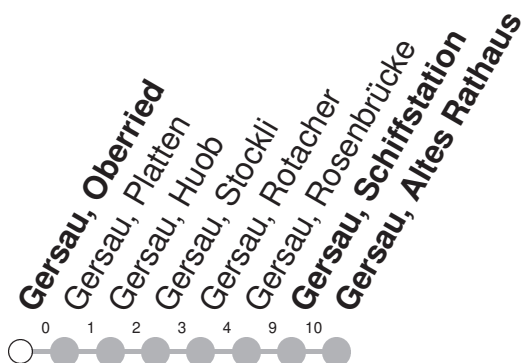 Gersau, Oberried
Gersau, Platten
Gersau, Huob
Gersau, Stockli
Gersau, Rotacher
Gersau, Rosenbrücke
Gersau, Schiffstation
Gersau, Altes Rathaus
0 1 2 3 4 9 10